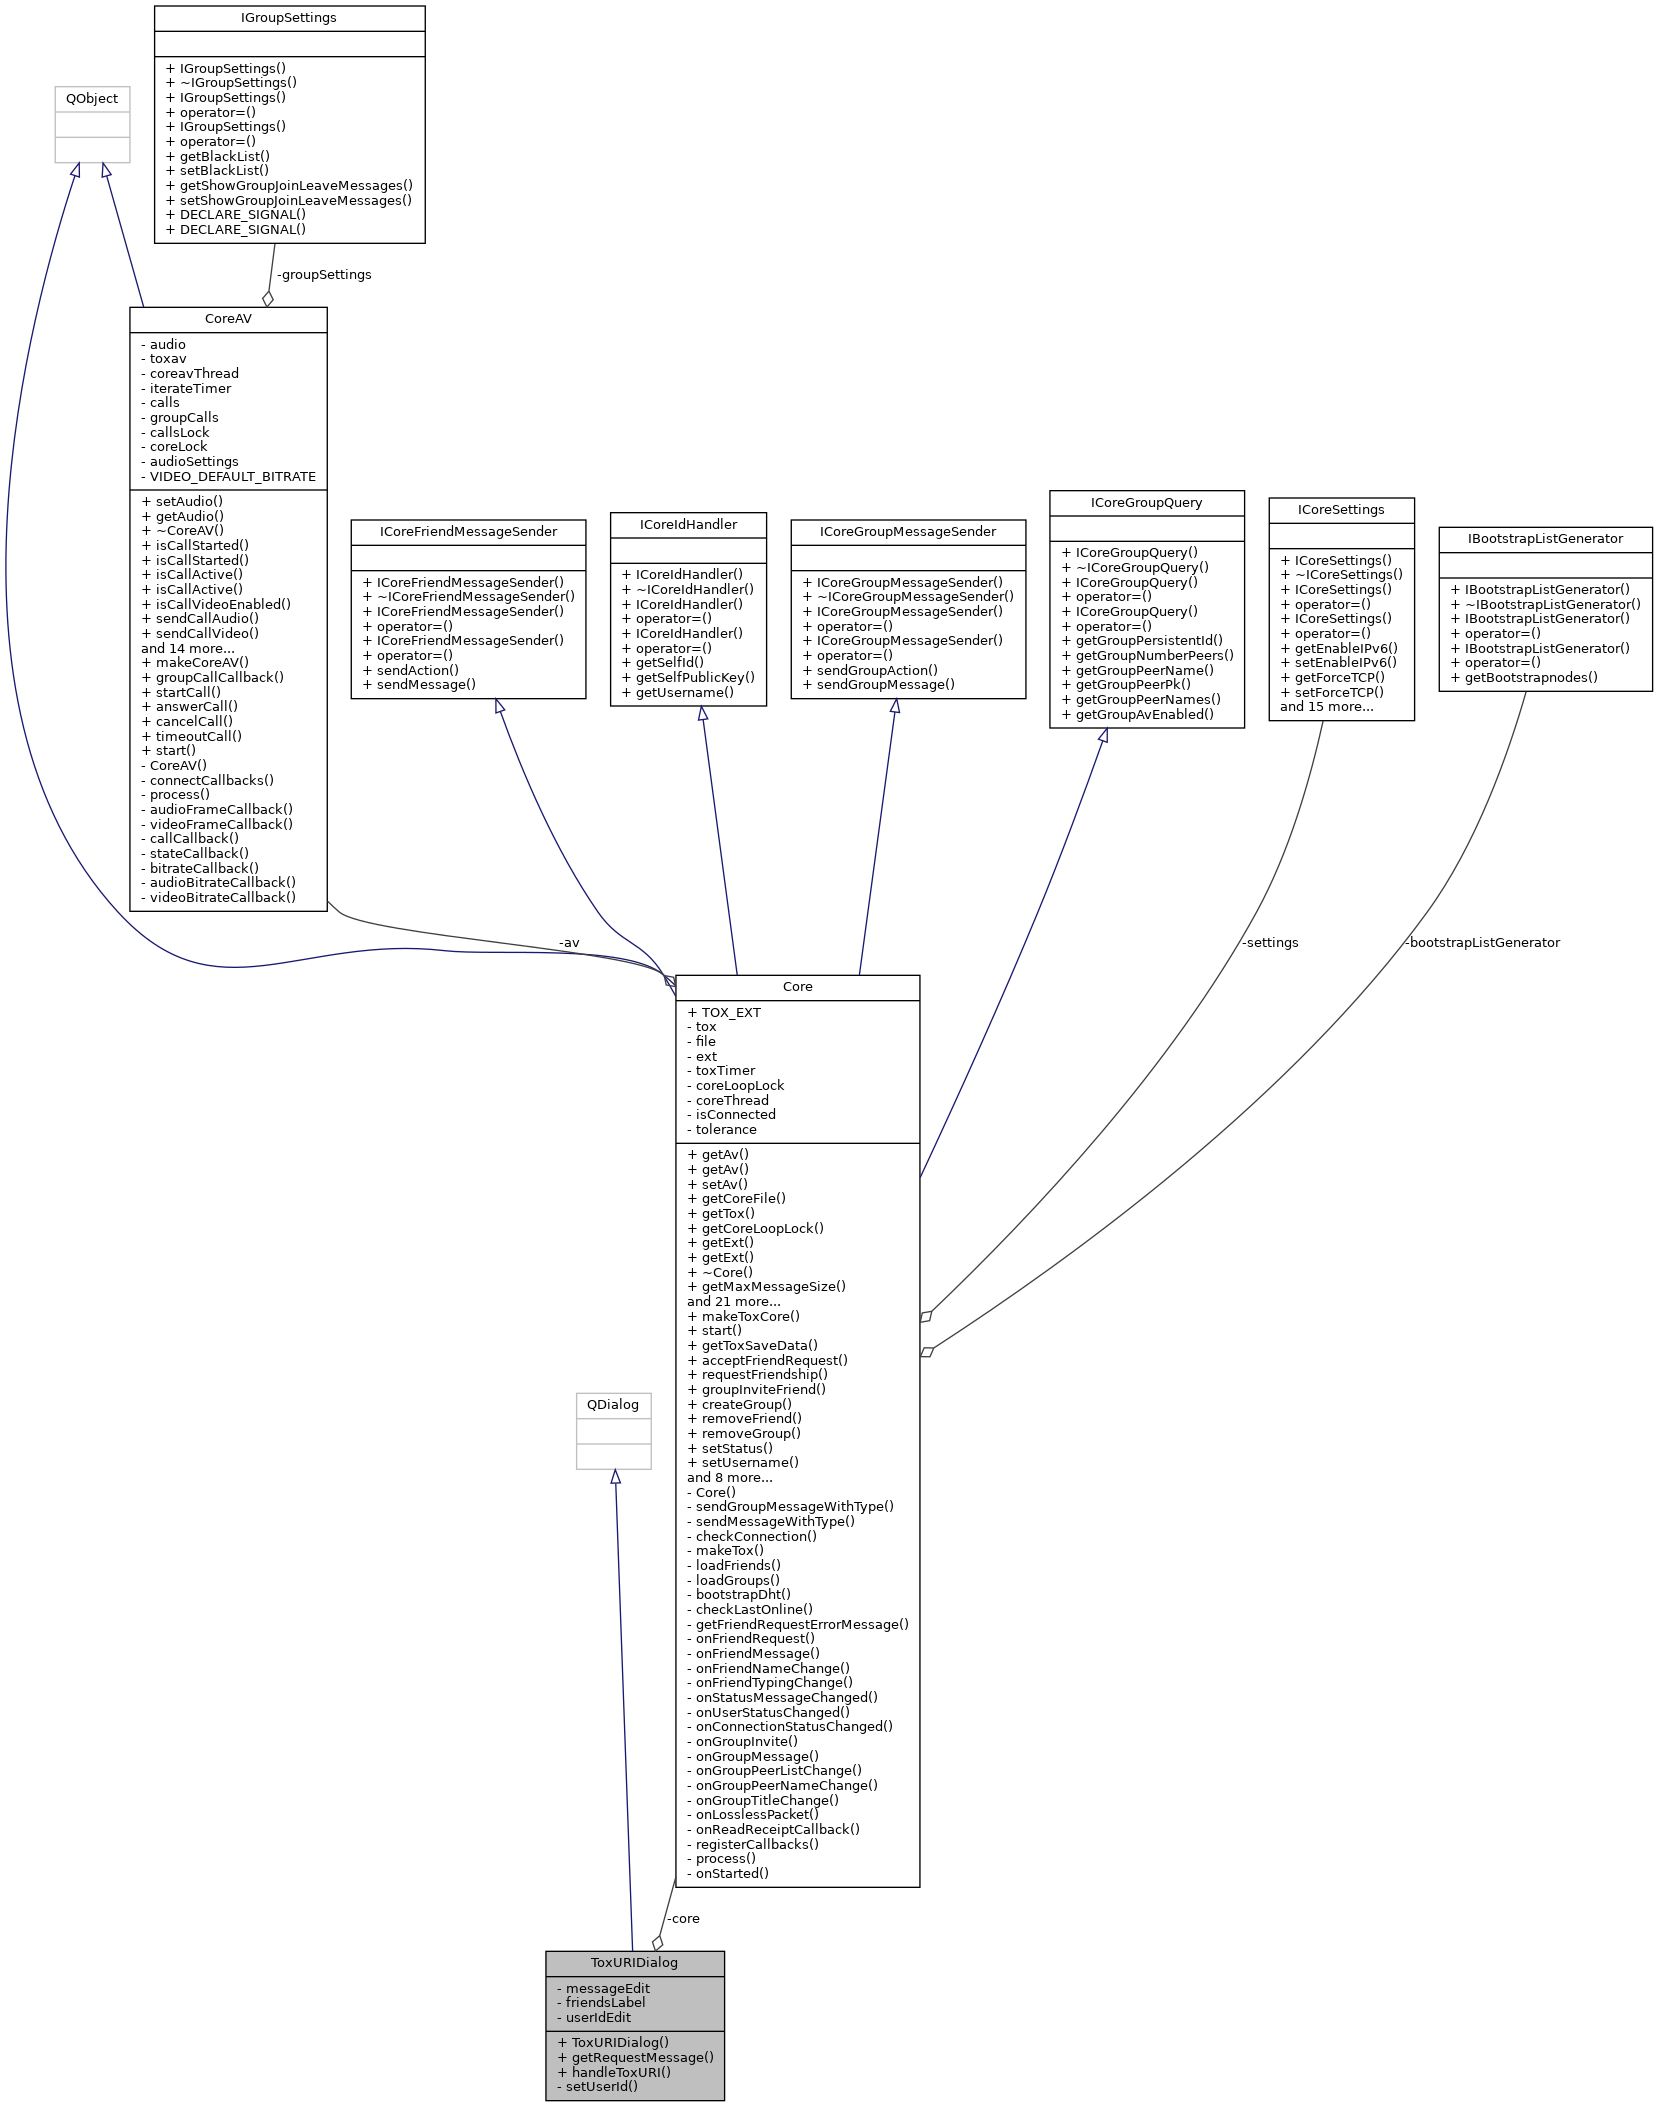 IGroupSettings
+ IGroupSettings()
+ ~IGroupSettings()
+ IGroupSettings()
+ operator=()
+ IGroupSettings()
+ operator=()
+ getBlackList()
+ setBlackList()
+ getShowGroupJoinLeaveMessages()
+ setShowGroupJoinLeaveMessages()
+ DECLARE_SIGNAL()
+ DECLARE_SIGNAL()
QObject
-groupSettings
CoreAV
- audio
- toxav
- coreavThread
- iterateTimer
- calls
- groupCalls
- callsLock
- coreLock
- audioSettings
- VIDEO_DEFAULT_BITRATE
+ setAudio()
+ getAudio()
+ ~CoreAV()
+ isCallStarted()
+ isCallStarted()
+ isCallActive()
+ isCallActive()
+ isCallVideoEnabled()
+ sendCallAudio()
+ sendCallVideo()
and 14 more...
+ makeCoreAV()
+ groupCallCallback()
+ startCall()
+ answerCall()
+ cancelCall()
+ timeoutCall()
+ start()
- CoreAV()
- connectCallbacks()
- process()
- audioFrameCallback()
- videoFrameCallback()
- callCallback()
- stateCallback()
- bitrateCallback()
- audioBitrateCallback()
- videoBitrateCallback()
ICoreFriendMessageSender
+ ICoreFriendMessageSender()
+ ~ICoreFriendMessageSender()
+ ICoreFriendMessageSender()
+ operator=()
+ ICoreFriendMessageSender()
+ operator=()
+ sendAction()
+ sendMessage()
ICoreIdHandler
+ ICoreIdHandler()
+ ~ICoreIdHandler()
+ ICoreIdHandler()
+ operator=()
+ ICoreIdHandler()
+ operator=()
+ getSelfId()
+ getSelfPublicKey()
+ getUsername()
ICoreGroupMessageSender
+ ICoreGroupMessageSender()
+ ~ICoreGroupMessageSender()
+ ICoreGroupMessageSender()
+ operator=()
+ ICoreGroupMessageSender()
+ operator=()
+ sendGroupAction()
+ sendGroupMessage()
ICoreGroupQuery
+ ICoreGroupQuery()
+ ~ICoreGroupQuery()
+ ICoreGroupQuery()
+ operator=()
+ ICoreGroupQuery()
+ operator=()
+ getGroupPersistentId()
+ getGroupNumberPeers()
+ getGroupPeerName()
+ getGroupPeerPk()
+ getGroupPeerNames()
+ getGroupAvEnabled()
ICoreSettings
+ ICoreSettings()
+ ~ICoreSettings()
+ ICoreSettings()
+ operator=()
+ ICoreSettings()
+ operator=()
+ getEnableIPv6()
+ setEnableIPv6()
+ getForceTCP()
+ setForceTCP()
and 15 more...
IBootstrapListGenerator
+ IBootstrapListGenerator()
+ ~IBootstrapListGenerator()
+ IBootstrapListGenerator()
+ operator=()
+ IBootstrapListGenerator()
+ operator=()
+ getBootstrapnodes()
-av
-settings
-bootstrapListGenerator
Core
+ TOX_EXT
- tox
- file
- ext
- toxTimer
- coreLoopLock
- coreThread
- isConnected
- tolerance
+ getAv()
+ getAv()
+ setAv()
+ getCoreFile()
+ getTox()
+ getCoreLoopLock()
+ getExt()
+ getExt()
+ ~Core()
+ getMaxMessageSize()
and 21 more...
+ makeToxCore()
+ start()
+ getToxSaveData()
+ acceptFriendRequest()
+ requestFriendship()
+ groupInviteFriend()
+ createGroup()
+ removeFriend()
+ removeGroup()
+ setStatus()
+ setUsername()
and 8 more...
- Core()
- sendGroupMessageWithType()
- sendMessageWithType()
- checkConnection()
- makeTox()
- loadFriends()
- loadGroups()
- bootstrapDht()
- checkLastOnline()
- getFriendRequestErrorMessage()
- onFriendRequest()
- onFriendMessage()
- onFriendNameChange()
- onFriendTypingChange()
- onStatusMessageChanged()
- onUserStatusChanged()
- onConnectionStatusChanged()
- onGroupInvite()
- onGroupMessage()
- onGroupPeerListChange()
- onGroupPeerNameChange()
- onGroupTitleChange()
- onLosslessPacket()
- onReadReceiptCallback()
- registerCallbacks()
- process()
- onStarted()
QDialog
-core
ToxURIDialog
- messageEdit
- friendsLabel
- userIdEdit
+ ToxURIDialog()
+ getRequestMessage()
+ handleToxURI()
- setUserId()